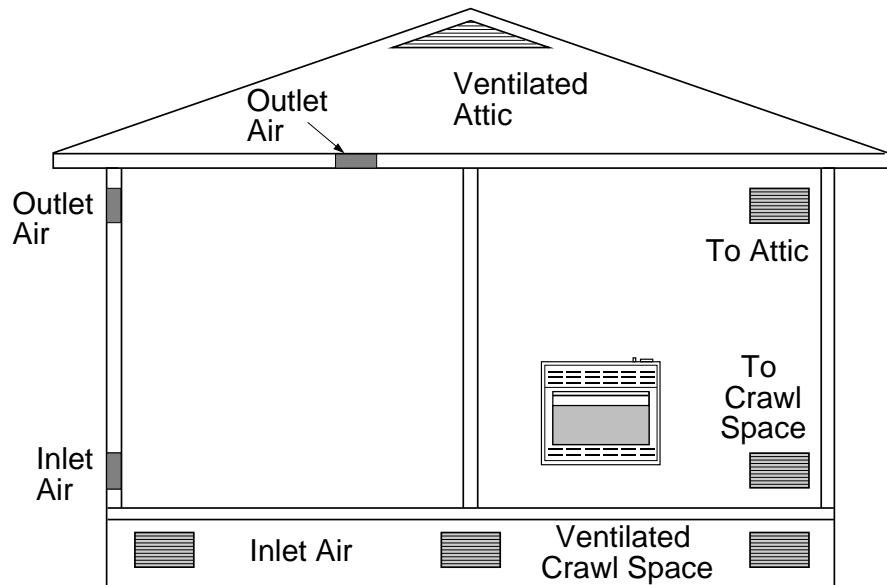 Ventilated
Attic
Outlet
Air
Outlet
Air
To Attic
To
Crawl
Space
Inlet
Air
Inlet Air
Ventilated
Crawl Space